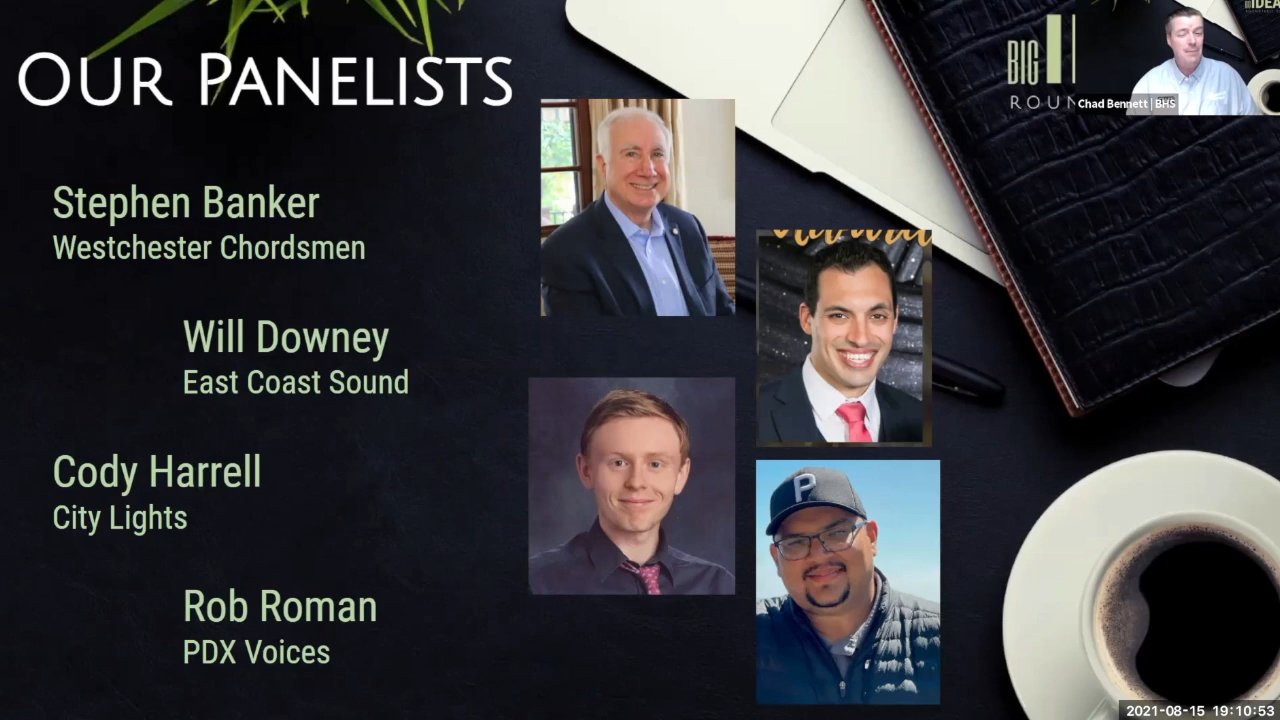 OUR PANELISTS
Stephen Banker
Westchester Chordsmen
Will Downey
East Coast Sound
Cody Harrell
City Lights
Rob Roman
PDX Voices
P
BIG
ROUN
IDEA
Chad Bennett | BHS
2021-08-15 19:10:53